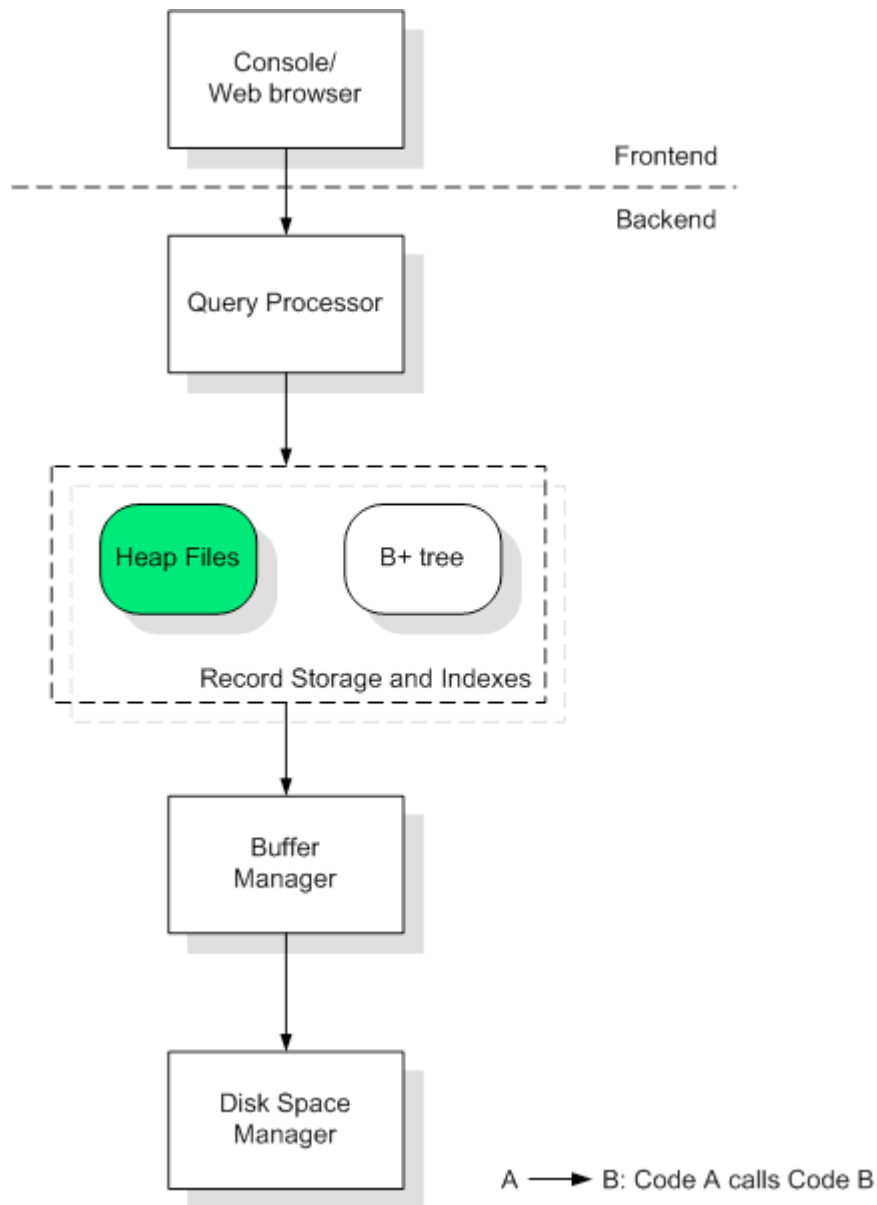 Console/
Web browser
Frontend
Backend
Query Processor
Heap Files
B+ tree
Record Storage and Indexes
Buffer
Manager
Disk Space
Manager
A ⟶ B: Code A calls Code B